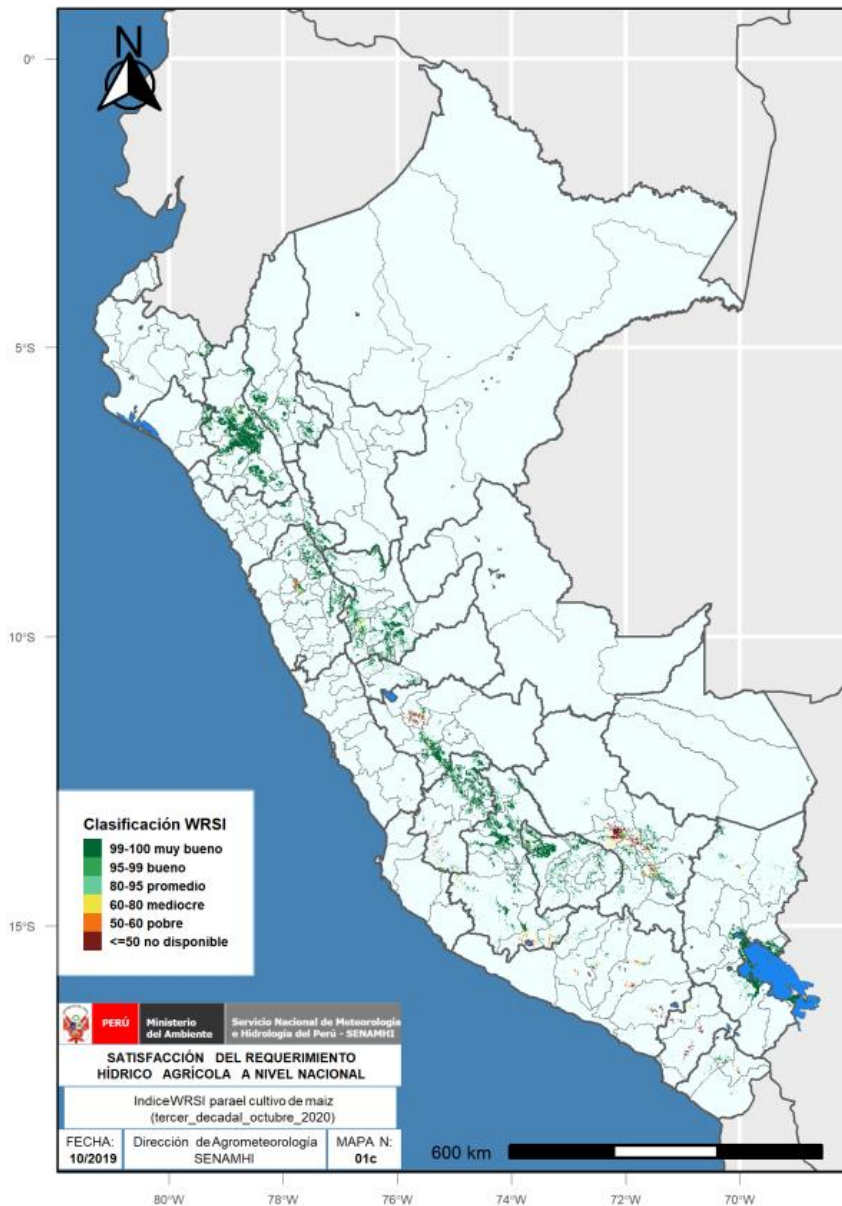 N
0°
5°S
10°S
15°S
Clasificación WRSI
99-100 muy bueno
95-99 bueno
80-95 promedio
60-80 mediocre
50-60 pobre
<=50 no disponible
PERÚ
Ministerio
del Ambiente
Servicio Nacional de Meteorología
e Hidrología del Perú - SENAMHI
SATISFACCIÓN DEL REQUERIMIENTO
HÍDRICO AGRÍCOLA A NIVEL NACIONAL
IndiceWRSI parael cultivo de maiz
(tercer_decadal_octubre_2020)
FECHA:
10/2019
Dirección de Agrometeorología
SENAMHI
MAPA N:
01c
600 km
80°W
78°W
76°W
74°W
72°W
70°W